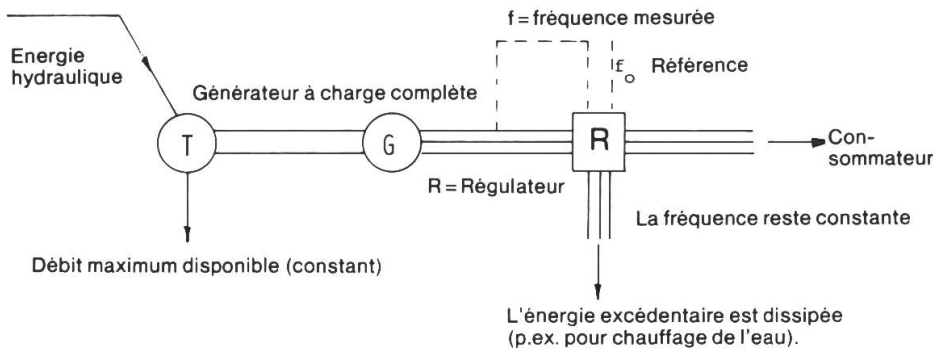 f = fréquence mesurée
Energie
hydraulique
f₀ Référence
Générateur à charge complète
T
G
R
Con-
sommateur
R = Régulateur
La fréquence reste constante
Débit maximum disponible (constant)
L'énergie excédentaire est dissipée
(p.ex. pour chauffage de l'eau).